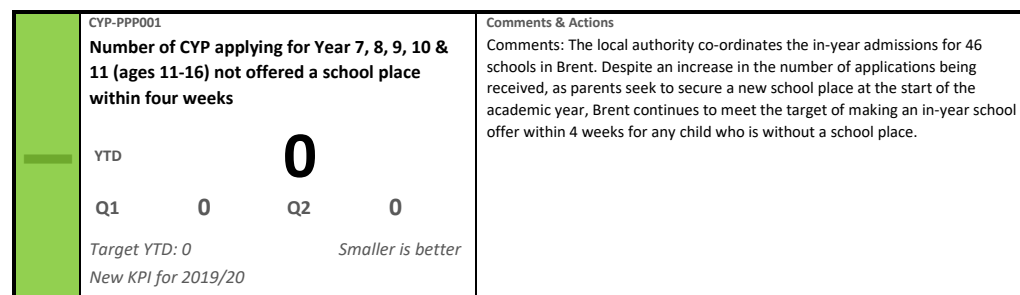 CYP-PPP001
Number of CYP applying for Year 7, 8, 9, 10 &
11 (ages 11-16) not offered a school place
within four weeks
YTD 0
Q1 0 Q2 0
Target YTD: 0 Smaller is better
New KPI for 2019/20
Comments & Actions
Comments: The local authority co-ordinates the in-year admissions for 46
schools in Brent. Despite an increase in the number of applications being
received, as parents seek to secure a new school place at the start of the
academic year, Brent continues to meet the target of making an in-year school
offer within 4 weeks for any child who is without a school place.